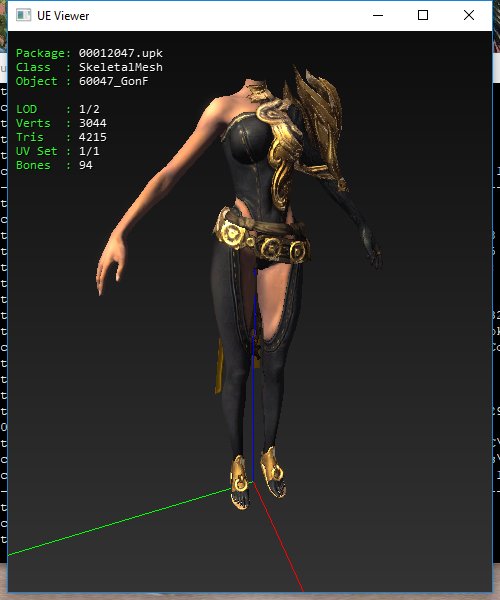 UE Viewer
Package: 00012047.upk
Class  : SkeletalMesh
Object : 60047_GonF
LOD    : 1/2
Verts  : 3044
Tris   : 4215
UV Set : 1/1
Bones  : 94